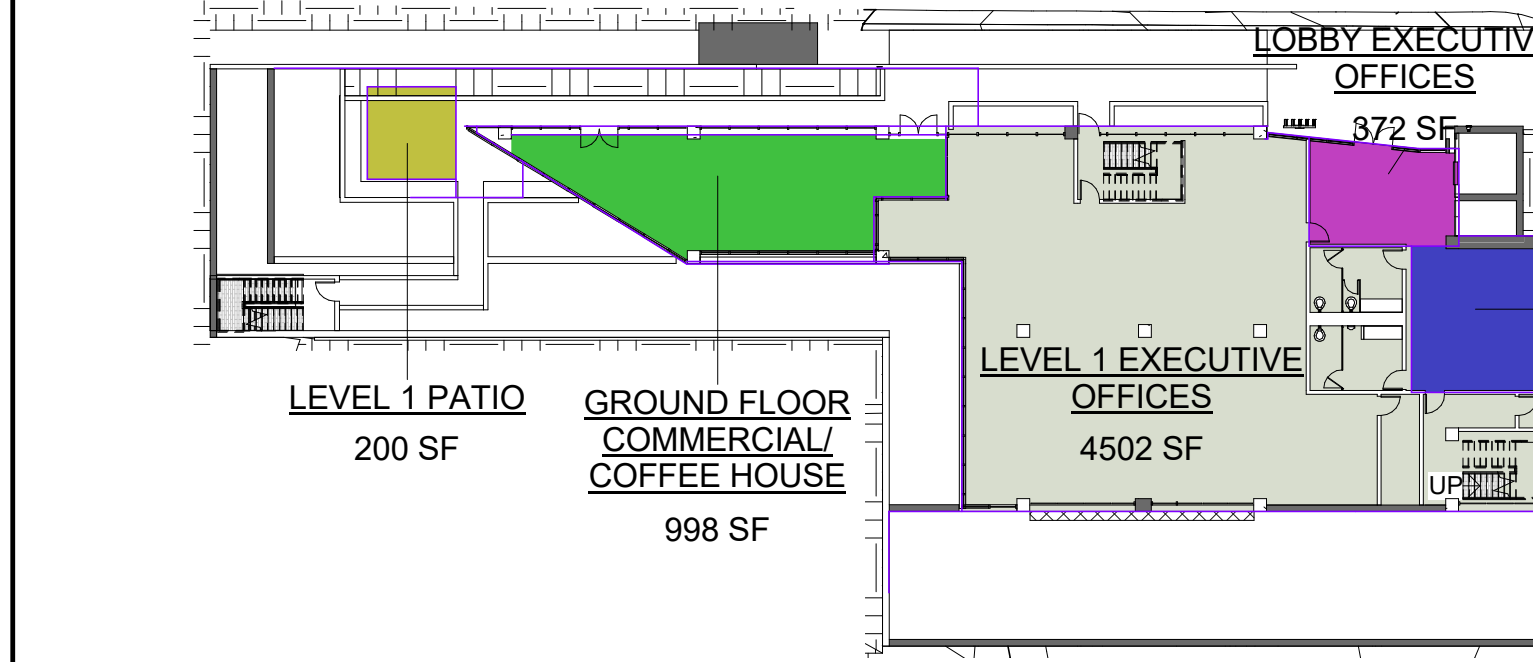 LOBBY EXECUTIV
OFFICES
372 SF
LEVEL 1 PATIO
200 SF
GROUND FLOOR
COMMERCIAL/
COFFEE HOUSE
998 SF
LEVEL 1 EXECUTIVE
OFFICES
4502 SF
UP